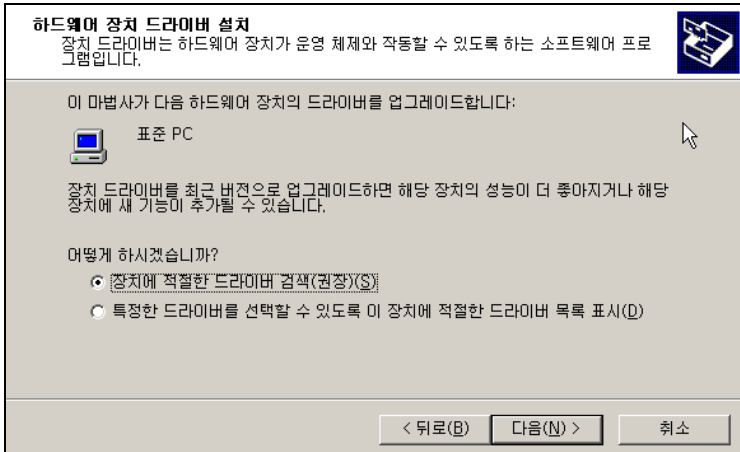 하드웨어 장치 드라이버 설치
장치 드라이버는 하드웨어 장치가 운영 체제와 작동할 수 있도록 하는 소프트웨어 프로
그램입니다.
이 마법사가 다음 하드웨어 장치의 드라이버를 업그레이드합니다:
표준 PC
장치 드라이버를 최근 버전으로 업그레이드하면 해당 장치의 성능이 더 좋아지거나 해당
장치에 새 기능이 추가될 수 있습니다.
어떻게 하시겠습니까?
장치에 적절한 드라이버 검색(권장)(S)
특정한 드라이버를 선택할 수 있도록 이 장치에 적절한 드라이버 목록 표시(D)
< 뒤로(B) 다음(N) > 취소